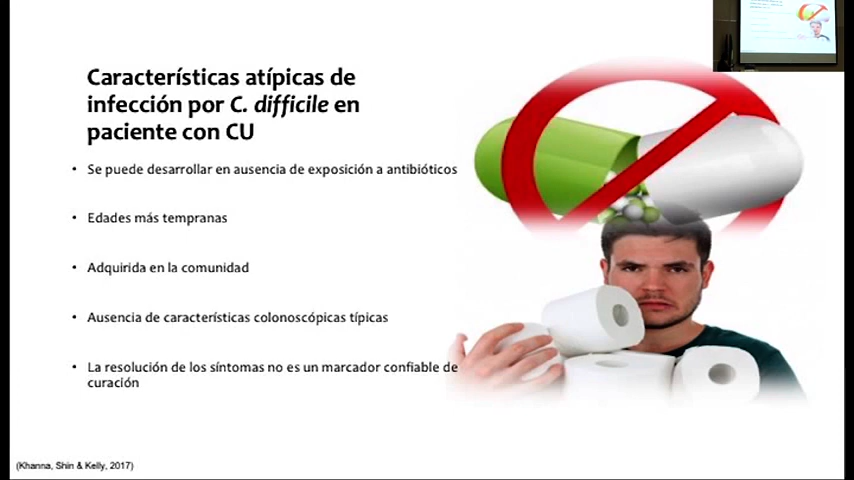 Características atípicas de
infección por C. difficile en
paciente con CU
• Se puede desarrollar en ausencia de exposición a antibióticos
• Edades más tempranas
• Adquirida en la comunidad
• Ausencia de características colonoscópicas típicas
• La resolución de los síntomas no es un marcador confiable de
curación
(Khanna, Shin & Kelly, 2017)